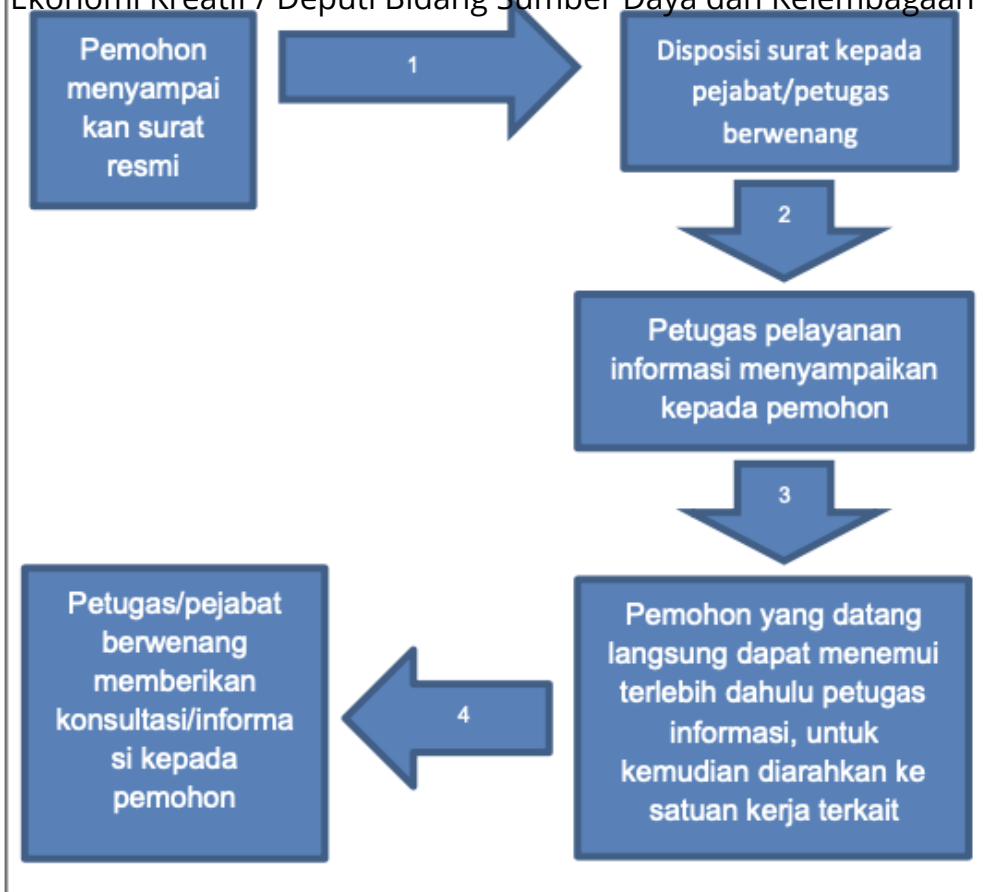 Ekonomi Kreatif / Deputi Bidang Sumber Daya dan Kelembagaan
Pemohon
menyampai
kan surat
resmi
1
Disposisi surat kepada
pejabat/petugas
berwenang
2
Petugas pelayanan
informasi menyampaikan
kepada pemohon
3
Pemohon yang datang
langsung dapat menemui
terlebih dahulu petugas
informasi, untuk
kemudian diarahkan ke
satuan kerja terkait
4
Petugas/pejabat
berwenang
memberikan
konsultasi/informa
si kepada
pemohon